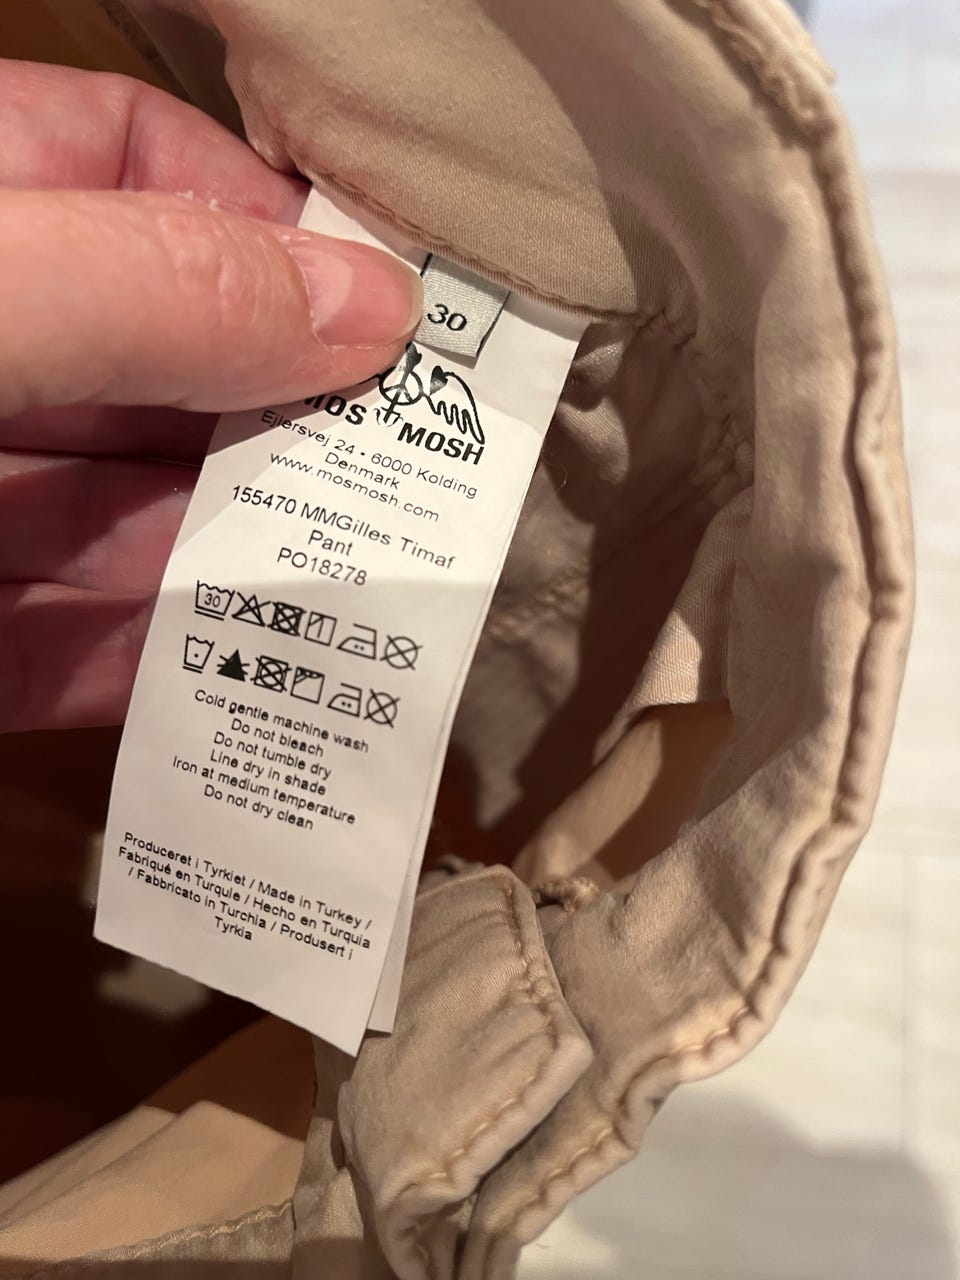 30
MOS MOSH
Ejlersvej 24 • 6000 Kolding
Denmark
www.mosmosh.com
155470 MMGilles Timaf
Pant
PO18278
30
Cold gentle machine wash
Do not bleach
Do not tumble dry
Line dry in shade
Iron at medium temperature
Do not dry clean
Produceret i Tyrkiet / Made in Turkey /
Fabriqué en Turquie / Hecho en Turquia
/ Fabbricato in Turchia / Produsert i
Tyrkia